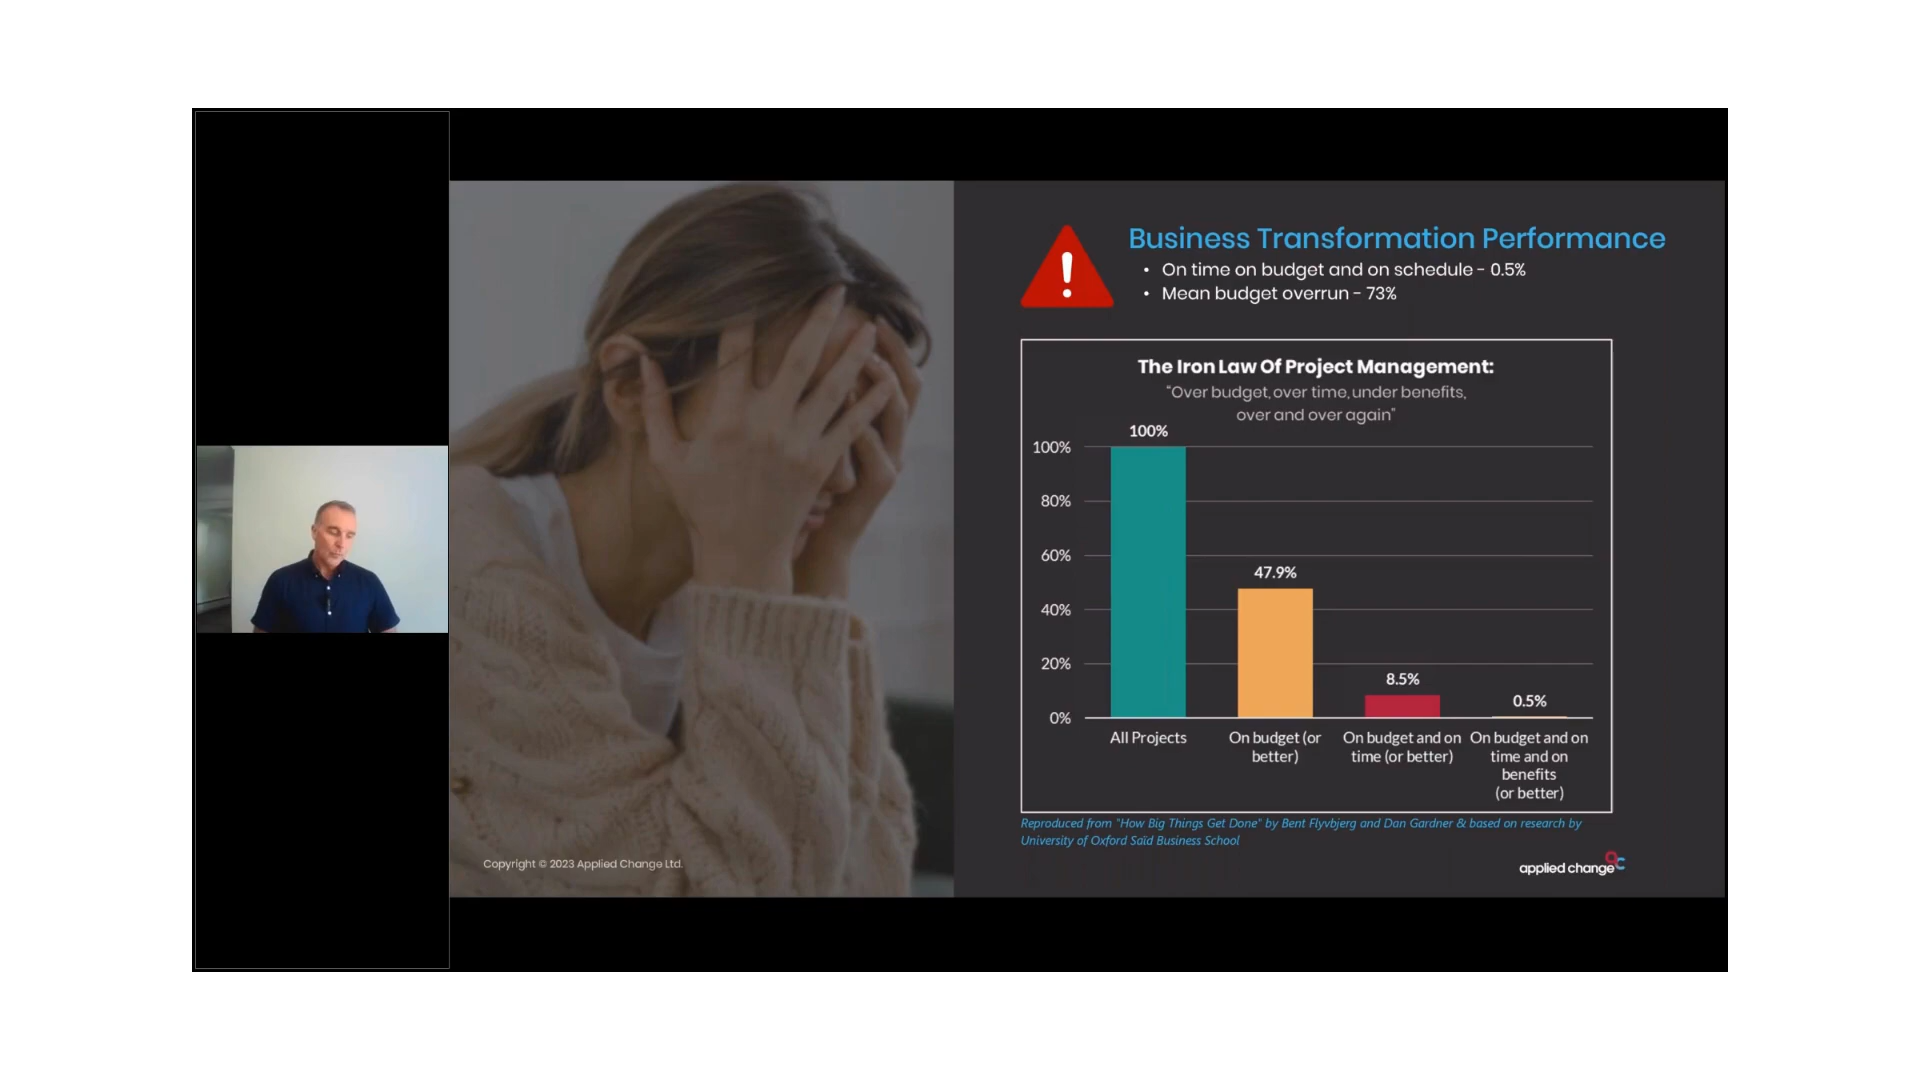 Business Transformation Performance
• On time on budget and on schedule - 0.5%
• Mean budget overrun - 73%
The Iron Law Of Project Management:
“Over budget, over time, under benefits,
over and over again”
100%
80%
60%
40%
20%
0%
100%
47.9%
8.5%
0.5%
All Projects
On budget (or
better)
On budget and on
time (or better)
On budget and on
time and on
benefits
(or better)
Reproduced from "How Big Things Get Done" by Bent Flyvbjerg and Dan Gardner & based on research by
University of Oxford Saïd Business School
Copyright © 2023 Applied Change Ltd.
applied change